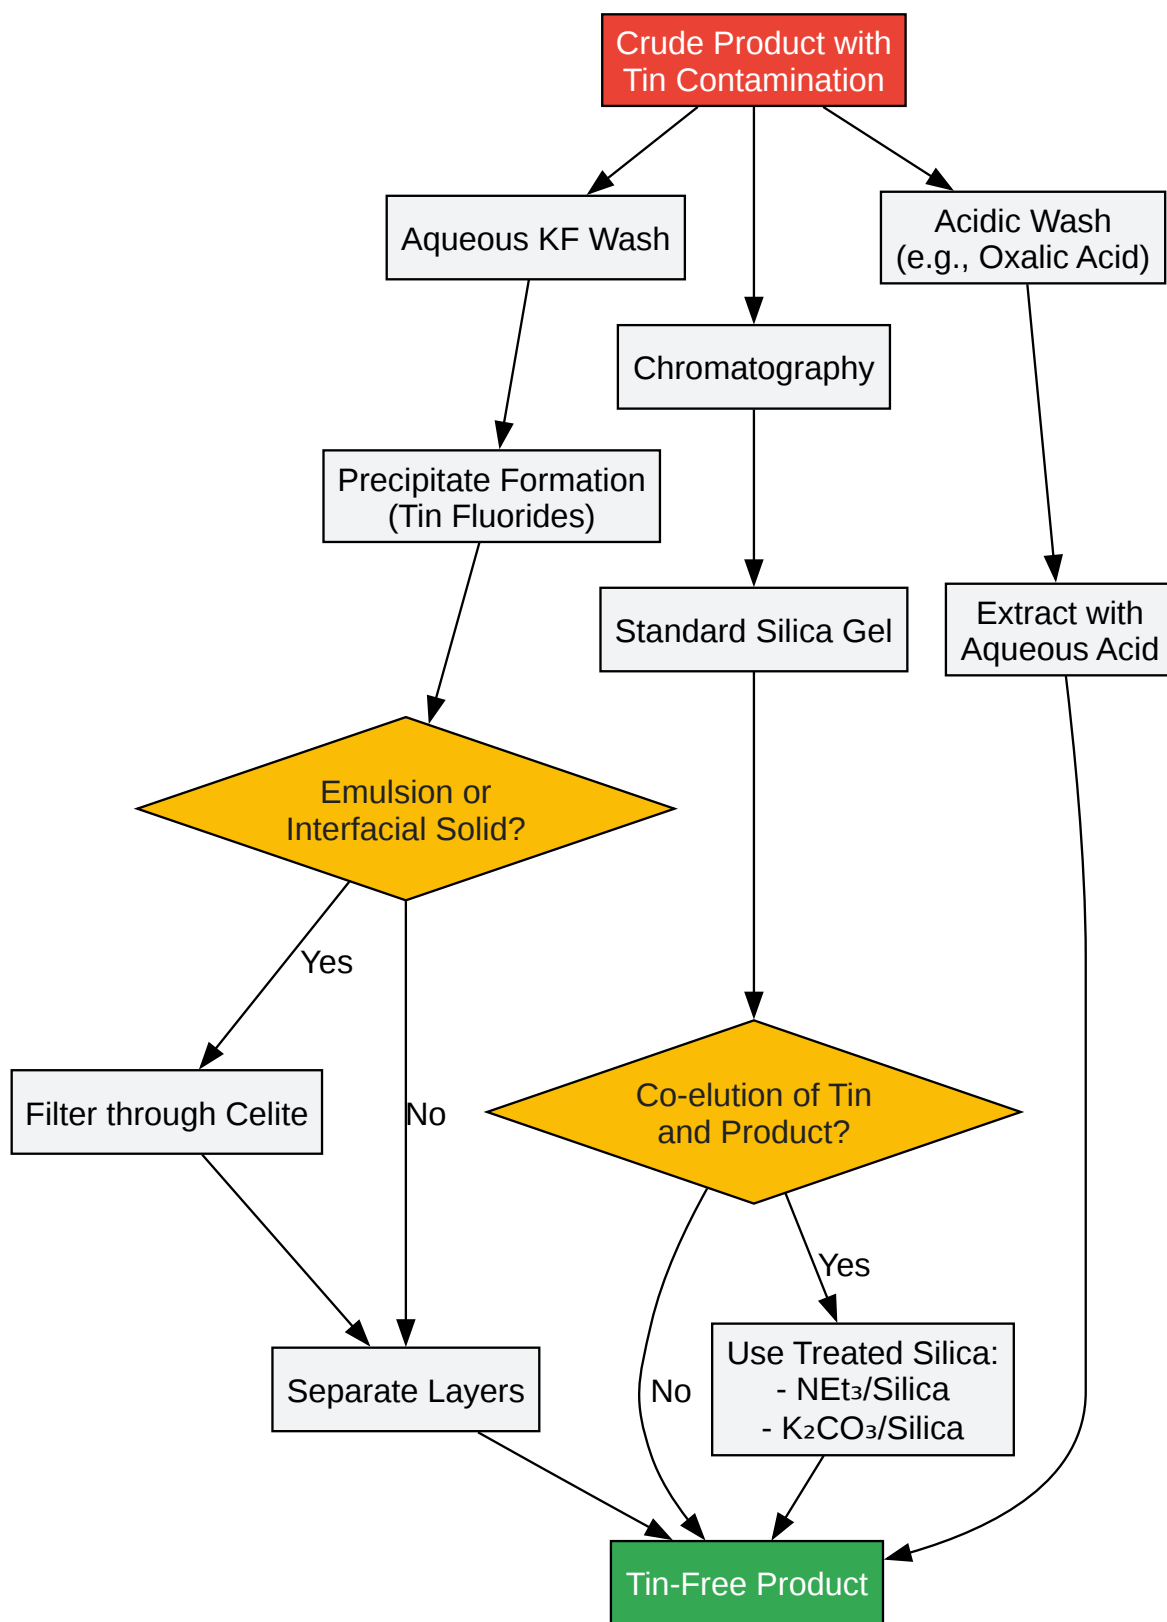 Crude Product with
Tin Contamination
Aqueous KF Wash
Acidic Wash
(e.g., Oxalic Acid)
Chromatography
Precipitate Formation
(Tin Fluorides)
Standard Silica Gel
Extract with
Aqueous Acid
Emulsion or
Interfacial Solid?
Yes
No
Filter through Celite
Co-elution of Tin
and Product?
Yes
No
Separate Layers
Use Treated Silica:
- NEt₃/Silica
- K₂CO₃/Silica
Tin-Free Product